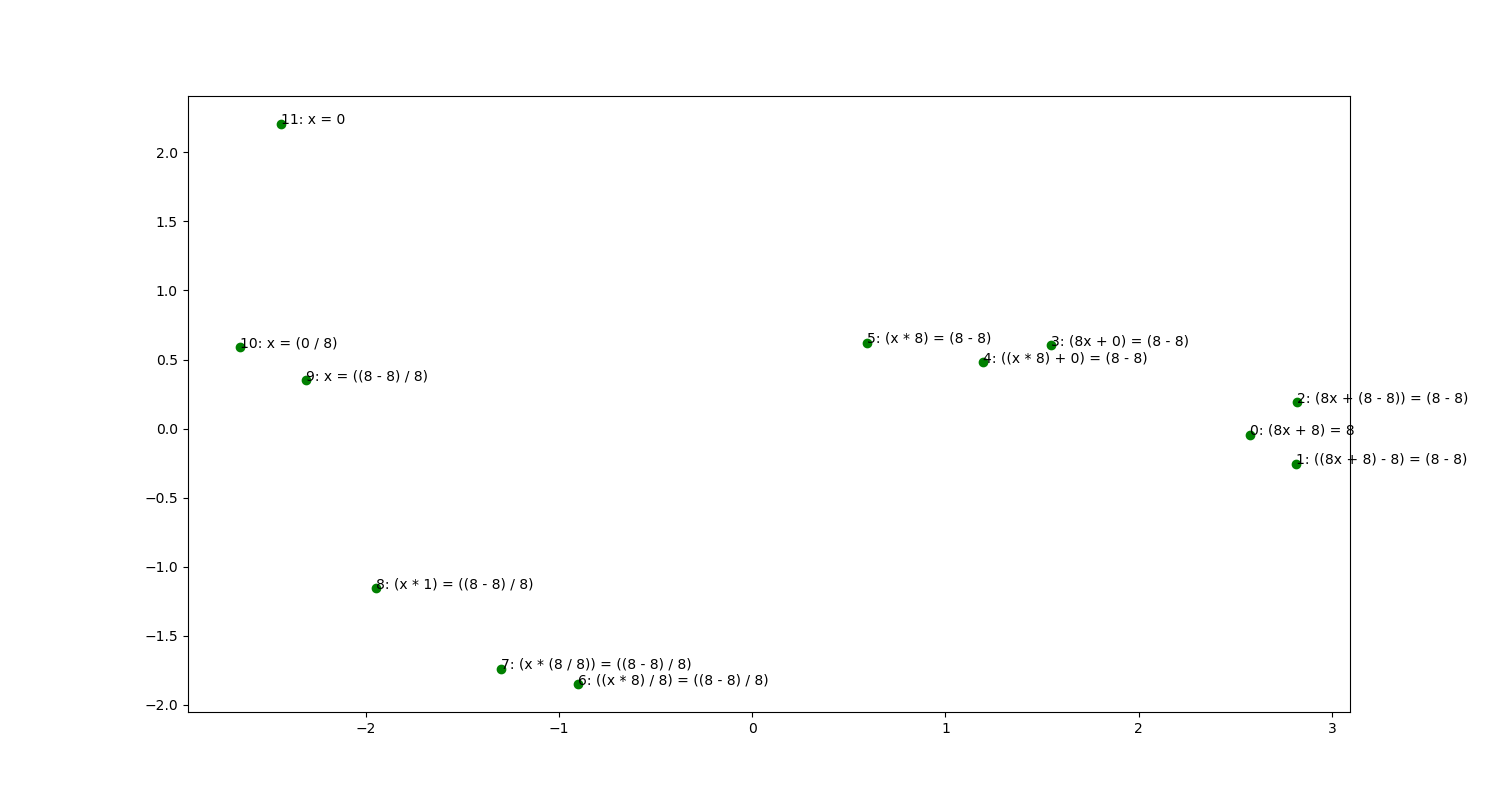 11: x = 0
2.0
1.5
1.0
10: x = (0 / 8)
5: (x * 8) = (8 - 8)
3: (8x + 0) = (8 - 8)
0.5
4: ((x * 8) + 0) = (8 - 8)
9: x = ((8 - 8) / 8)
2: (8x + (8 - 8)) = (8 - 8)
0.0
0: (8x + 8) = 8
1: ((8x + 8) - 8) = (8 - 8)
−0.5
−1.0
8: (x * 1) = ((8 - 8) / 8)
−1.5
7: (x * (8 / 8)) = ((8 - 8) / 8)
6: ((x * 8) / 8) = ((8 - 8) / 8)
−2.0
−2 −1 0 1 2 3